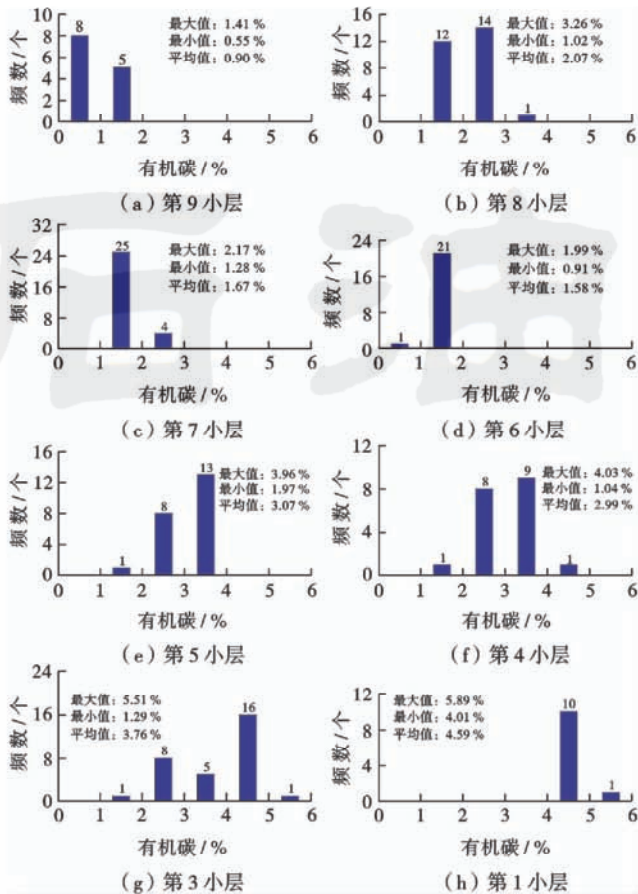 10
8
6
4
2
0
频数/个
8
5
最大值：1.41%
最小值：0.55%
平均值：0.90%
0 1 2 3 4 5 6
有机碳/%
（a）第9小层
16
12
8
4
0
频数/个
12
14
1
最大值：3.26%
最小值：1.02%
平均值：2.07%
0 1 2 3 4 5 6
有机碳/%
（b）第8小层
32
24
16
8
0
频数/个
25
4
最大值：2.17%
最小值：1.28%
平均值：1.67%
0 1 2 3 4 5 6
有机碳/%
（c）第7小层
24
16
8
0
频数/个
1
21
最大值：1.99%
最小值：0.91%
平均值：1.58%
0 1 2 3 4 5 6
有机碳/%
（d）第6小层
16
12
8
4
0
频数/个
1
8
13
最大值：3.96%
最小值：1.97%
平均值：3.07%
0 1 2 3 4 5 6
有机碳/%
（e）第5小层
12
8
4
0
频数/个
1
8
9
1
最大值：4.03%
最小值：1.04%
平均值：2.99%
0 1 2 3 4 5 6
有机碳/%
（f）第4小层
24
16
8
0
频数/个
最大值：5.51%
最小值：1.29%
平均值：3.76%
1
8
5
16
1
0 1 2 3 4 5 6
有机碳/%
（g）第3小层
12
8
4
0
频数/个
最大值：5.89%
最小值：4.01%
平均值：4.59%
10
1
0 1 2 3 4 5 6
有机碳/%
（h）第1小层
石油